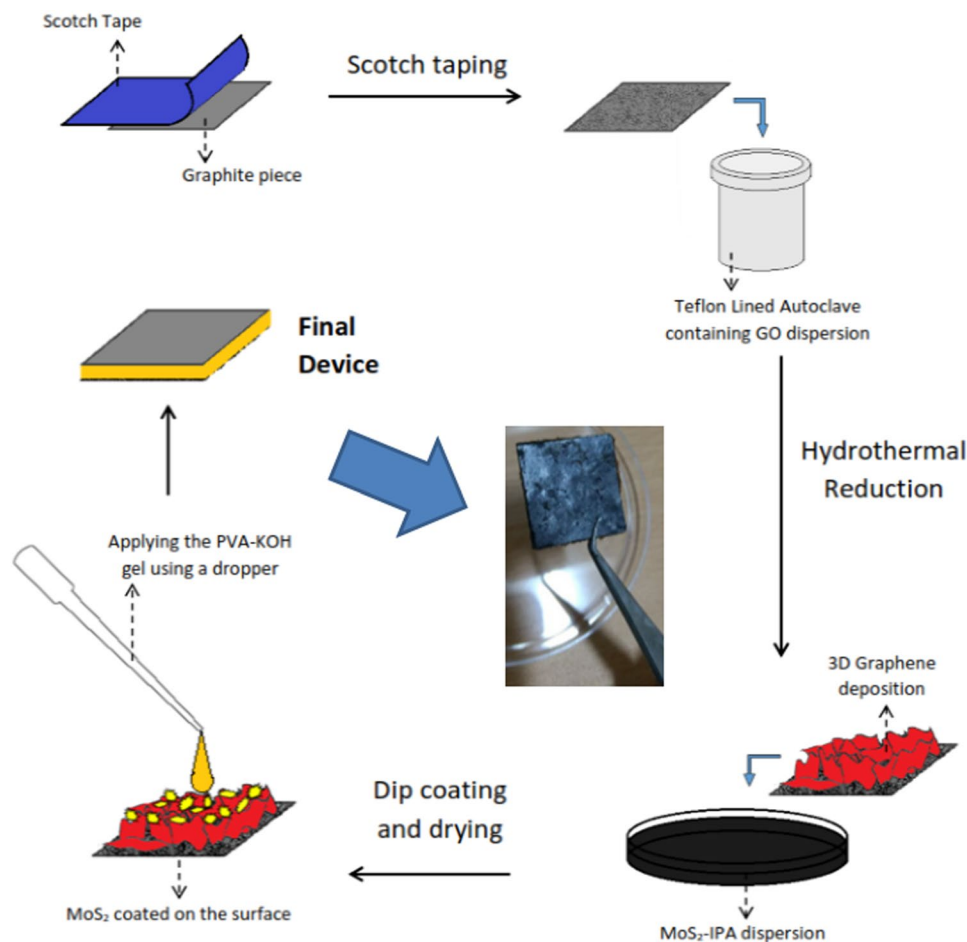 Scotch Tape
Scotch taping
Graphite piece
Teflon Lined Autoclave
containing GO dispersion
Hydrothermal
Reduction
3D Graphene
deposition
MoS₂-IPA dispersion
Dip coating
and drying
MoS₂ coated on the surface
Applying the PVA-KOH
gel using a dropper
Final
Device